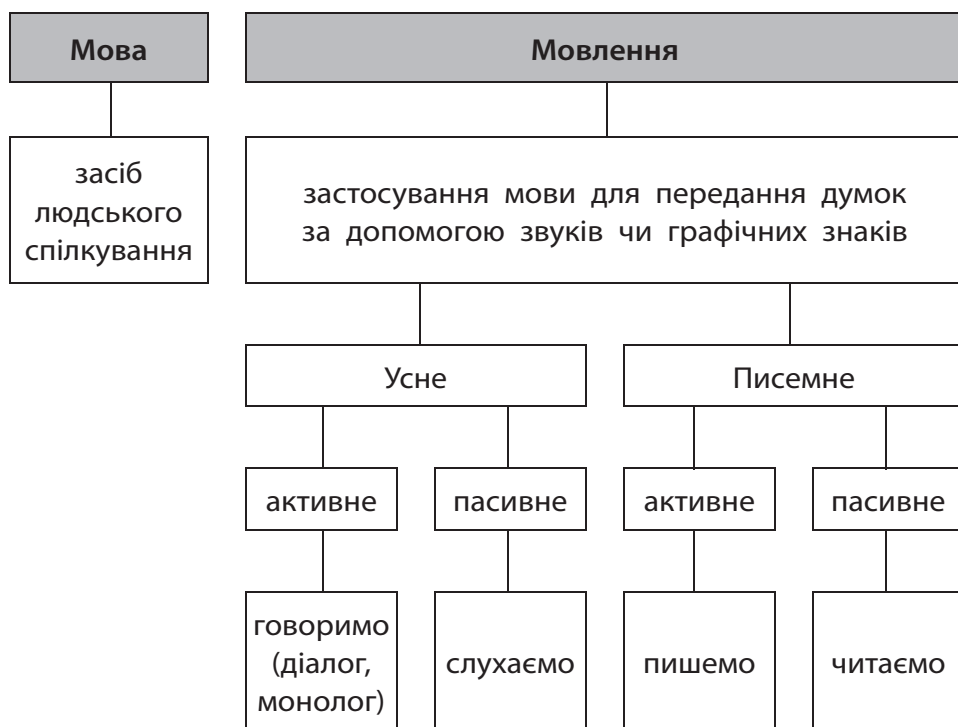 Мова
Мовлення
засіб
людського
спілкування
застосування мови для передання думок
за допомогою звуків чи графічних знаків
Усне
Писемне
активне
пасивне
активне
пасивне
говоримо
(діалог,
монолог)
слухаємо
пишемо
читаємо